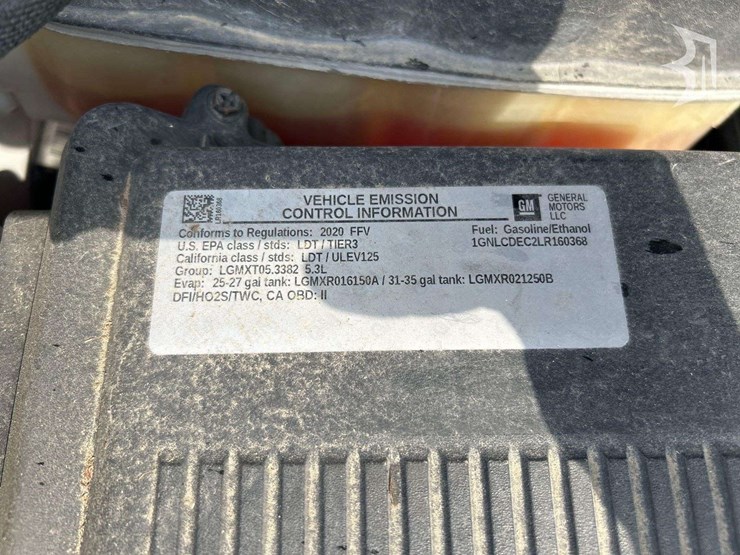 VEHICLE EMISSION
CONTROL INFORMATION
GM
GENERAL
MOTORS
LLC
LR160368
Conforms to Regulations: 2020 FFV
Fuel: Gasoline/Ethanol
U.S. EPA class / stds: LDT / TIER3
1GNLCDEC2LR160368
California class / stds: LDT / ULEV125
Group: LGMXT05.3382 5.3L
Evap: 25-27 gal tank: LGMXR016150A / 31-35 gal tank: LGMXR021250B
DFI/HO2S/TWC, CA OBD: II